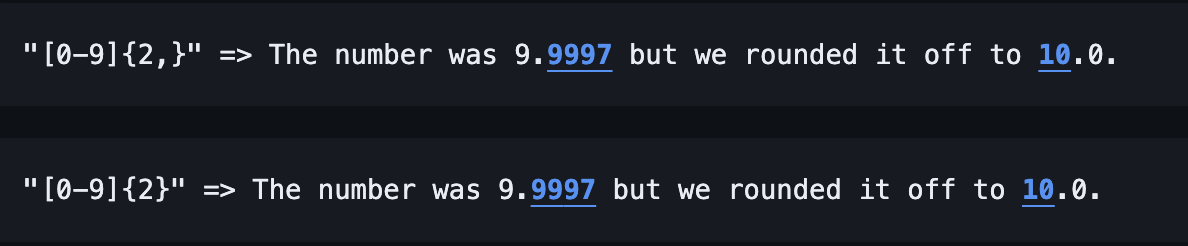 "[0-9]{2,}" => The number was 9.9997 but we rounded it off to 10.0.
"[0-9]{2}" => The number was 9.9997 but we rounded it off to 10.0.